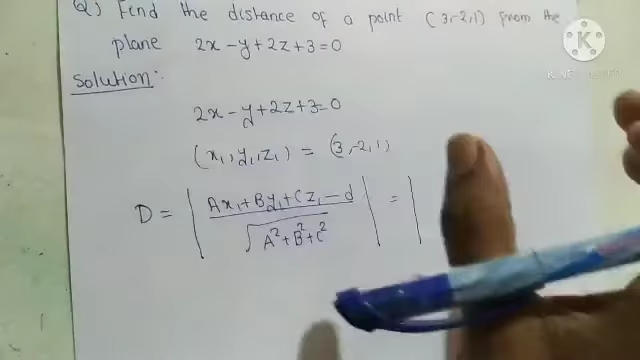 Q) Find the distance of a point (3,-2,1) from the
plane 2x-y+2z+3=0
Solution:
2x-y+2z+3=0
(x₁,y₁,z₁) = (3,-2,1)
D = | Ax₁+By₁+Cz₁-d / √A²+B²+C² | = |